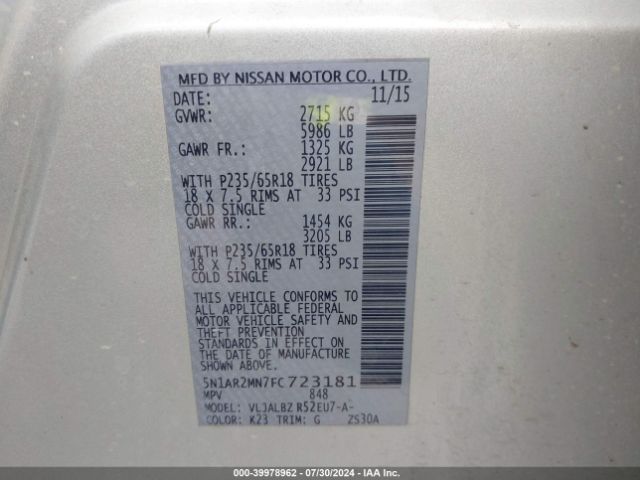 MFD BY NISSAN MOTOR CO., LTD.
DATE: 11/15
GVWR: 2715 KG
5986 LB
GAWR FR.: 1325 KG
2921 LB
WITH P235/65R18 TIRES
18 X 7.5 RIMS AT 33 PSI
COLD SINGLE
GAWR RR.: 1454 KG
3205 LB
WITH P235/65R18 TIRES
18 X 7.5 RIMS AT 33 PSI
COLD SINGLE
THIS VEHICLE CONFORMS TO
ALL APPLICABLE FEDERAL
MOTOR VEHICLE SAFETY AND
THEFT PREVENTION
STANDARDS IN EFFECT ON THE
DATE OF MANUFACTURE
SHOWN ABOVE.
5N1AR2MN7FC723181
MPV 848
MODEL: VLJALBZ R52EU7-A-
COLOR: K23 TRIM: G ZS30A
000-39978962 - 07/30/2024 - IAA Inc.